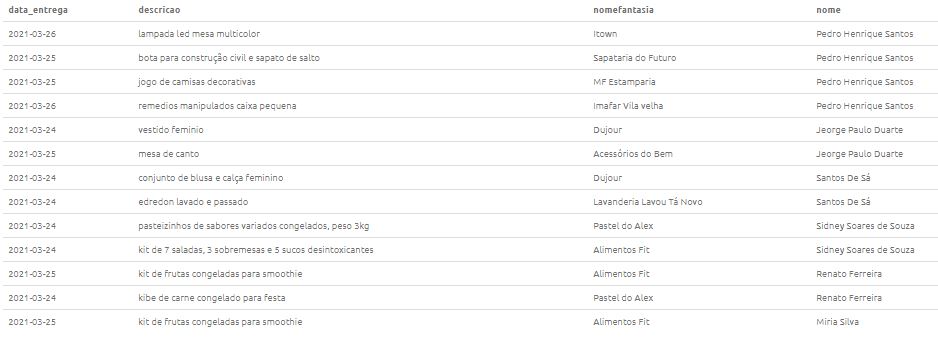 data_entrega descricao nomefantasia nome
2021-03-26 lampada led mesa multicolor Itown Pedro Henrique Santos
2021-03-25 bota para construção civil e sapato de salto Sapataria do Futuro Pedro Henrique Santos
2021-03-25 jogo de camisas decorativas MF Estamparia Pedro Henrique Santos
2021-03-26 remedios manipulados caixa pequena Imafar Vila velha Pedro Henrique Santos
2021-03-24 vestido feminio Dujour Jeorge Paulo Duarte
2021-03-25 mesa de canto Acessórios do Bem Jeorge Paulo Duarte
2021-03-24 conjunto de blusa e calça feminino Dujour Santos De Sá
2021-03-24 edredon lavado e passado Lavanderia Lavou Tá Novo Santos De Sá
2021-03-24 pasteizinhos de sabores variados congelados, peso 3kg Pastel do Alex Sidney Soares de Souza
2021-03-24 kit de 7 saladas, 3 sobremesas e 5 sucos desintoxicantes Alimentos Fit Sidney Soares de Souza
2021-03-25 kit de frutas congeladas para smoothie Alimentos Fit Renato Ferreira
2021-03-24 kibe de carne congelado para festa Pastel do Alex Renato Ferreira
2021-03-25 kit de frutas congeladas para smoothie Alimentos Fit Miria Silva